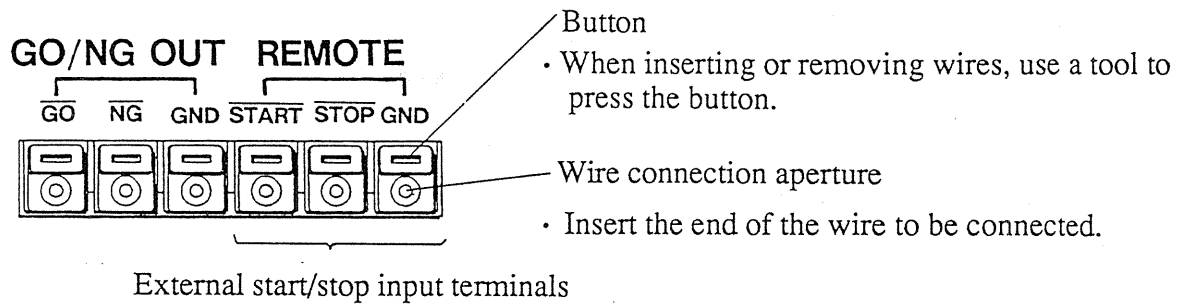 Button
GO/NG OUT REMOTE
· When inserting or removing wires, use a tool to
press the button.
GO NG GND START STOP GND
Wire connection aperture
· Insert the end of the wire to be connected.
External start/stop input terminals